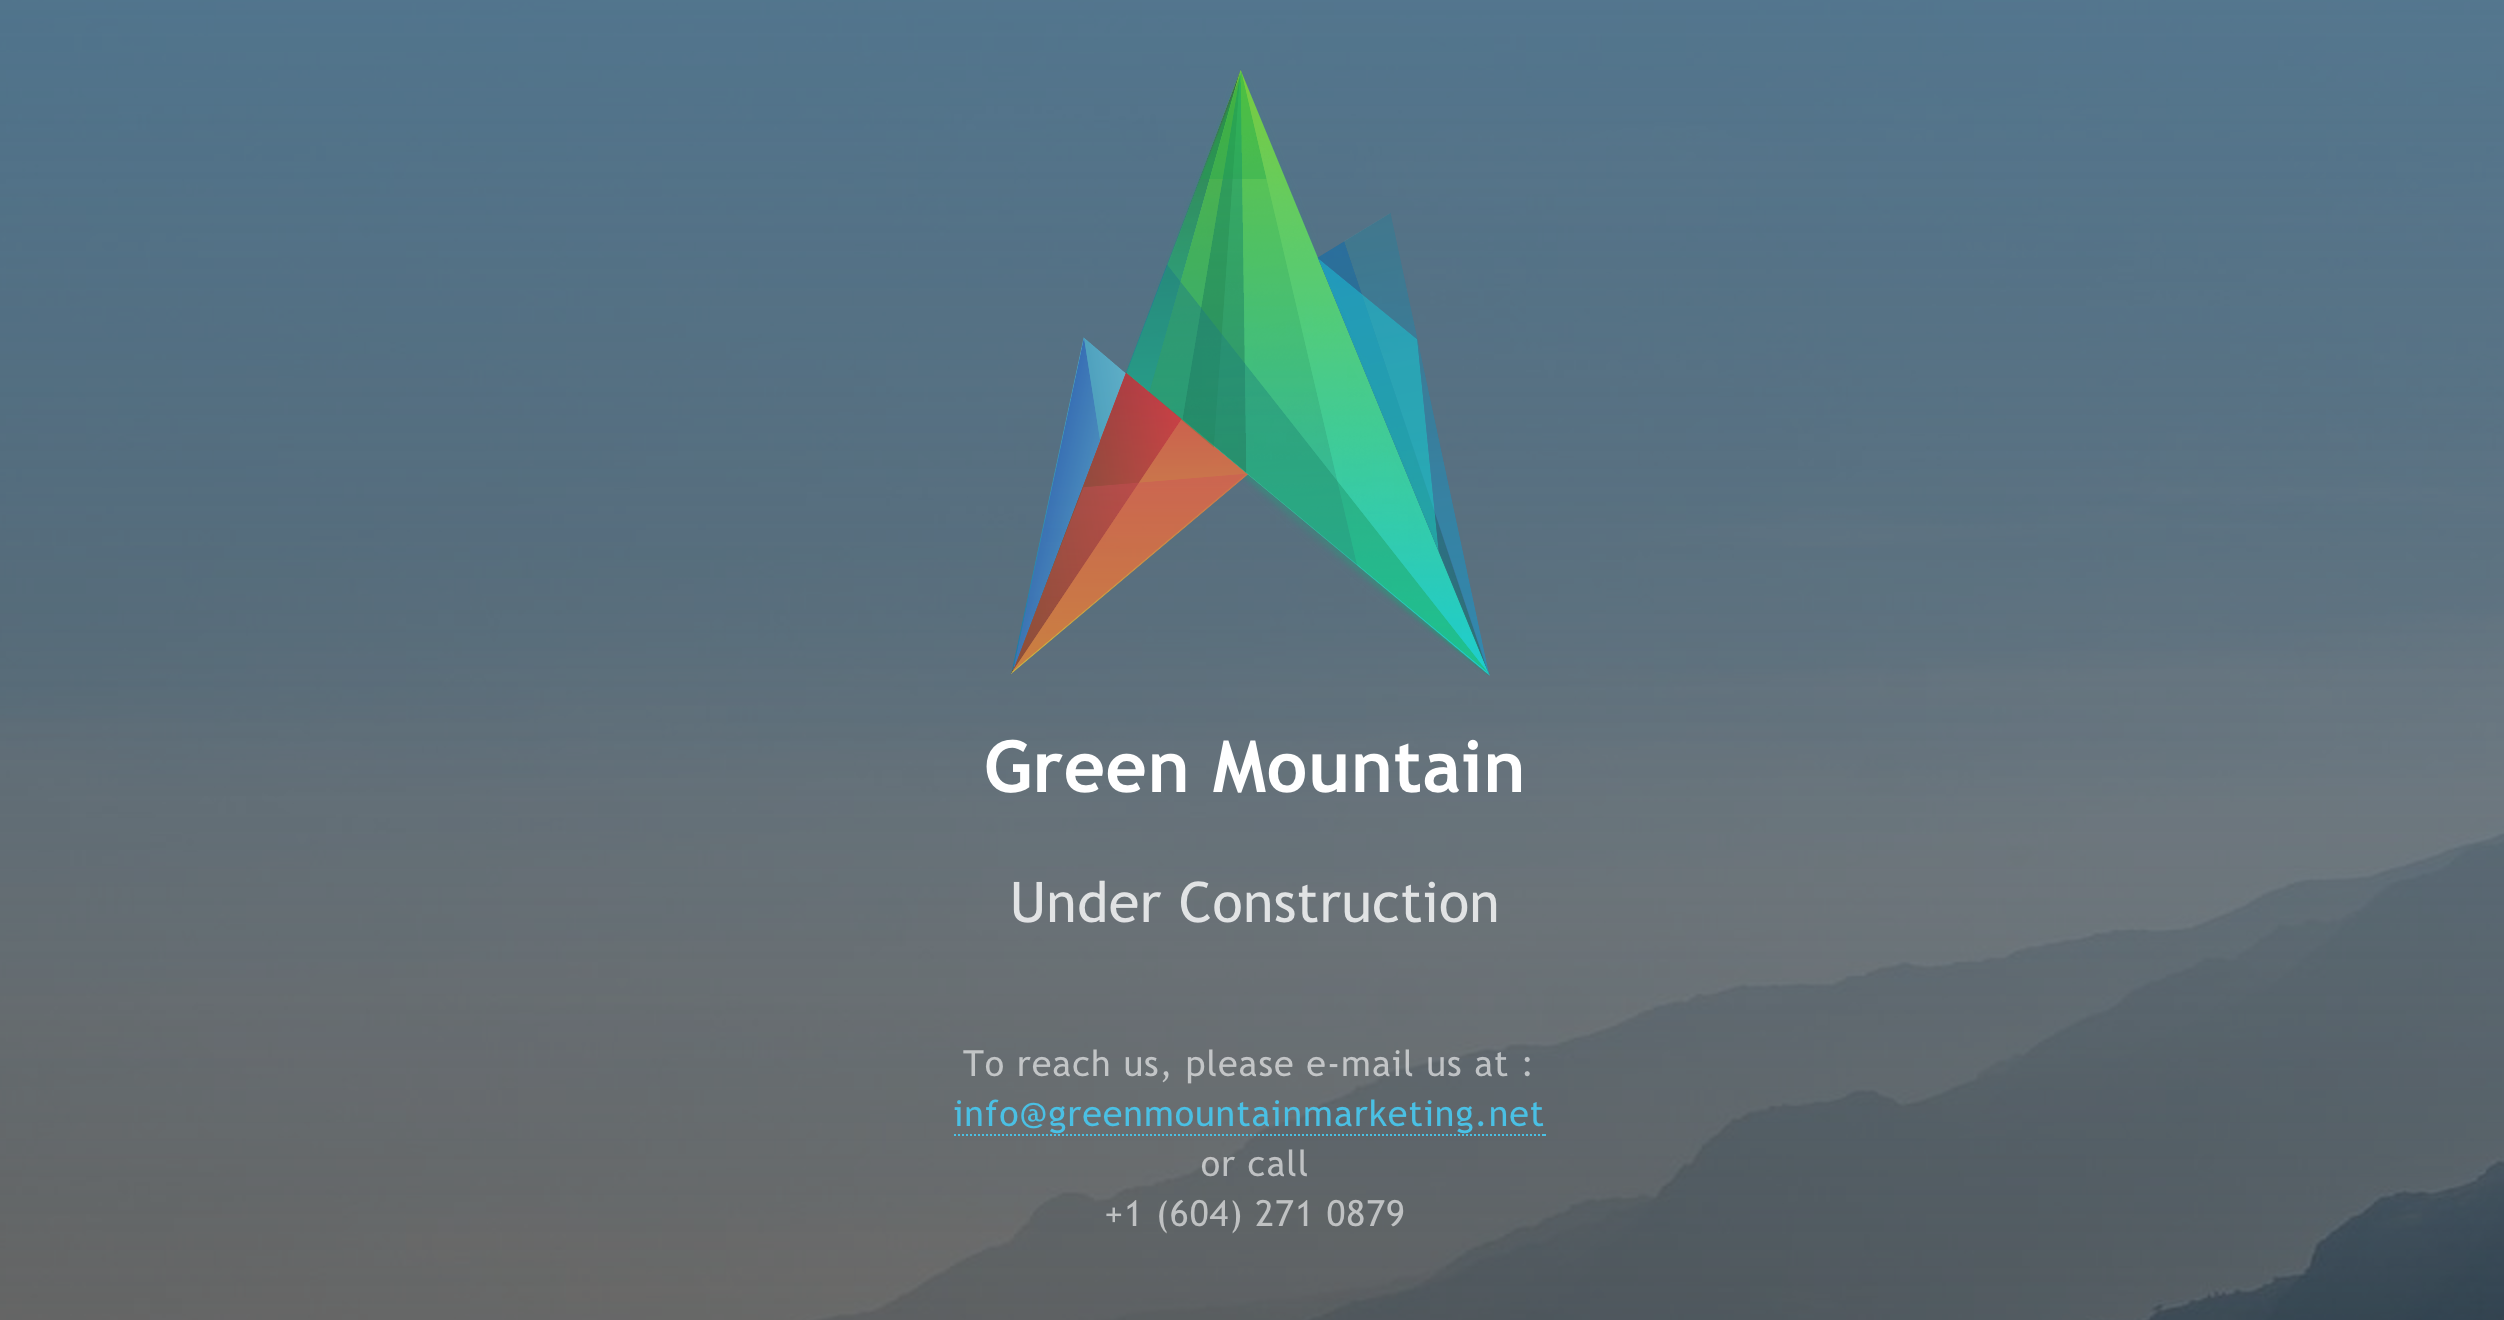 Green Mountain
Under Construction
To reach us, please e-mail us at :
info@greenmountainmarketing.net
or call
+1 (604) 271 0879